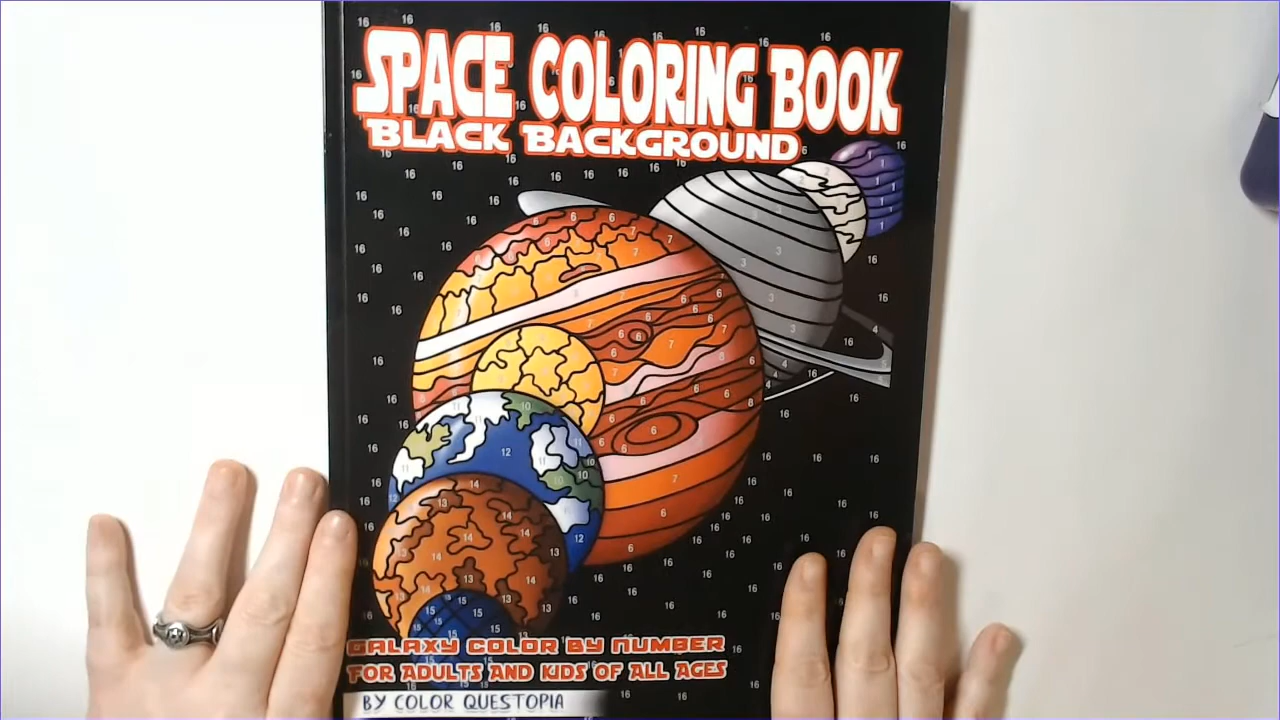 SPACE COLORING BOOK
BLACK BACKGROUND
GALAXY COLOR BY NUMBER
FOR ADULTS AND KIDS OF ALL AGES
BY COLOR QUESTOPIA